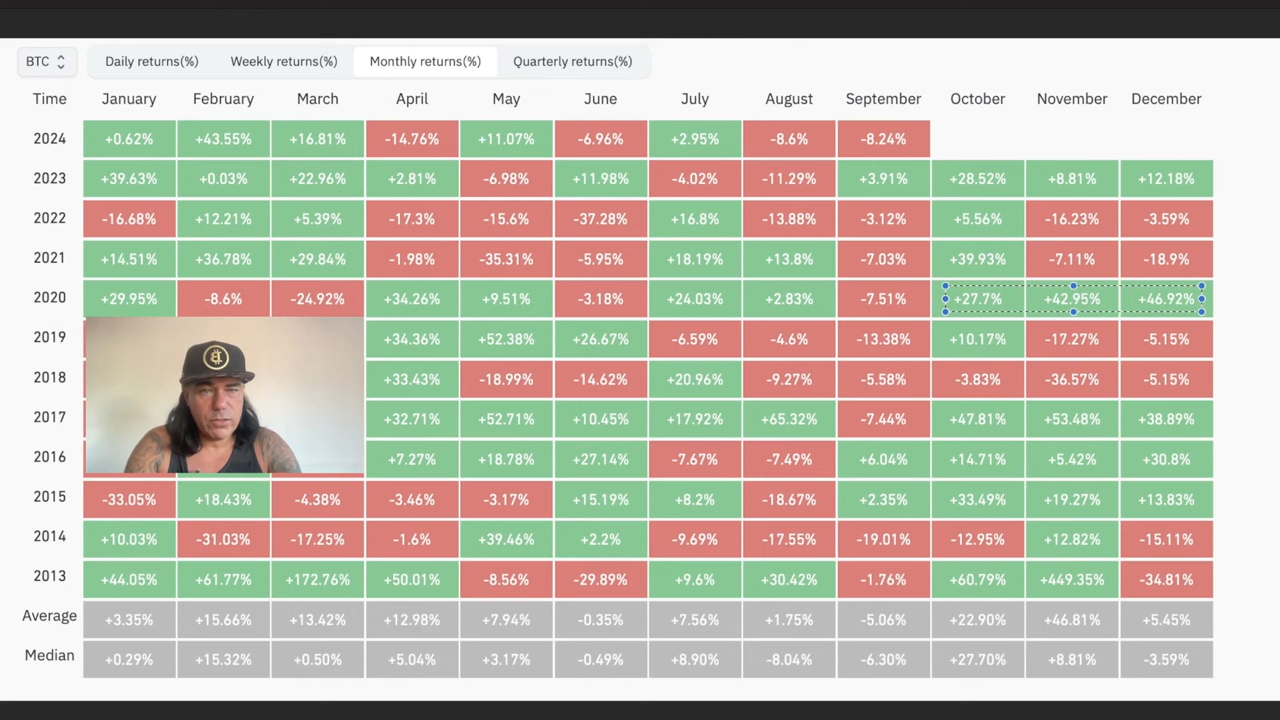 BTC Daily returns(%) Weekly returns(%) Monthly returns(%) Quarterly returns(%)
Time January February March April May June July August September October November December
2024 +0.62% +43.55% +16.81% -14.76% +11.07% -6.96% +2.95% -8.6% -8.24%
2023 +39.63% +0.03% +22.96% +2.81% -6.98% +11.98% -4.02% -11.29% +3.91% +28.52% +8.81% +12.18%
2022 -16.68% +12.21% +5.39% -17.3% -15.6% -37.28% +16.8% -13.88% -3.12% +5.56% -16.23% -3.59%
2021 +14.51% +36.78% +29.84% -1.98% -35.31% -5.95% +18.19% +13.8% -7.03% +39.93% -7.11% -18.9%
2020 +29.95% -8.6% -24.92% +34.26% +9.51% -3.18% +24.03% +2.83% -7.51% +27.7% +42.95% +46.92%
2019 +34.36% +52.38% +26.67% -6.59% -4.6% -13.38% +10.17% -17.27% -5.15%
2018 +33.43% -18.99% -14.62% +20.96% -9.27% -5.58% -3.83% -36.57% -5.15%
2017 +32.71% +52.71% +10.45% +17.92% +65.32% -7.44% +47.81% +53.48% +38.89%
2016 +7.27% +18.78% +27.14% -7.67% -7.49% +6.04% +14.71% +5.42% +30.8%
2015 -33.05% +18.43% -4.38% -3.46% -3.17% +15.19% +8.2% -18.67% +2.35% +33.49% +19.27% +13.83%
2014 +10.03% -31.03% -17.25% -1.6% +39.46% +2.2% -9.69% -17.55% -19.01% -12.95% +12.82% -15.11%
2013 +44.05% +61.77% +172.76% +50.01% -8.56% -29.89% +9.6% +30.42% -1.76% +60.79% +449.35% -34.81%
Average +3.35% +15.66% +13.42% +12.98% +7.94% -0.35% +7.56% +1.75% -5.06% +22.90% +46.81% +5.45%
Median +0.29% +15.32% +0.50% +5.04% +3.17% -0.49% +8.90% -8.04% -6.30% +27.70% +8.81% -3.59%